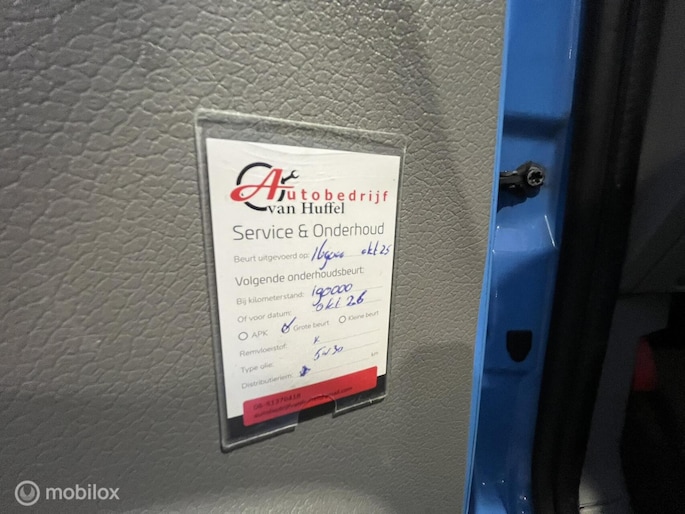 Autobedrijf
van Huffel
Service & Onderhoud
Beurt uitgevoerd op: 169000 okt 25
Volgende onderhoudsbeurt:
Bij kilometerstand: 190000
Of voor datum: okt 26
APK Grote beurt Kleine beurt
Remvloeistof: x
Type olie: 5w30
Distributieriem: km
mobilox